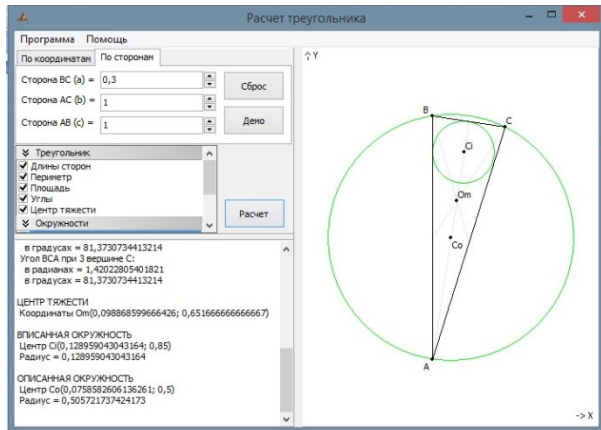 Расчет треугольника
Программа Помощь
По координатам По сторонам
Сторона BC (a) = 0,3
Сброс
Сторона AC (b) = 1
Сторона AB (c) = 1
Демо
Треугольник
Длины сторон
Периметр
Площадь
Углы
Центр тяжести
Окружности
Расчет
в градусах = 81,3730734413214
Угол BCA при 3 вершине C:
в радианах = 1,42022805401821
в градусах = 81,3730734413214
ЦЕНТР ТЯЖЕСТИ
Координаты Om(0,098868599666426; 0,651666666666667)
ВПИСАННАЯ ОКРУЖНОСТЬ
Центр Ci(0,128959043043164; 0,85)
Радиус = 0,128959043043164
ОПИСАННАЯ ОКРУЖНОСТЬ
Центр Co(0,0758582606136261; 0,5)
Радиус = 0,505721737424173
Y
B
C
Ci
Om
Co
A
-> X